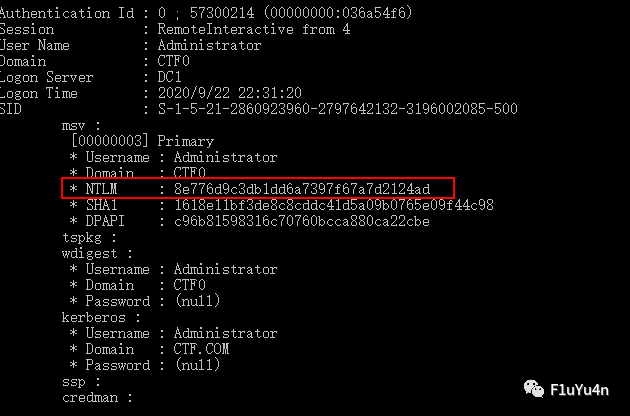 Authentication Id : 0 ; 57300214 (00000000:036a54f6)
Session : RemoteInteractive from 4
User Name : Administrator
Domain : CTF0
Logon Server : DC1
Logon Time : 2020/9/22 22:31:20
SID : S-1-5-21-2860923960-2797642132-3196002085-500
msv :
[00000003] Primary
* Username : Administrator
* Domain : CTF0
* NTLM : 8e776d9c3db1dd6a7397f67a7d2124ad
* SHA1 : 1618e11bf3de8c8cddc41d5a09b0765e09f44c98
* DPAPI : c96b81598316c70760bcca880ca22cbe
tspkg :
wdigest :
* Username : Administrator
* Domain : CTF0
* Password : (null)
kerberos :
* Username : Administrator
* Domain : CTF.COM
* Password : (null)
ssp :
credman :
F1uYu4n